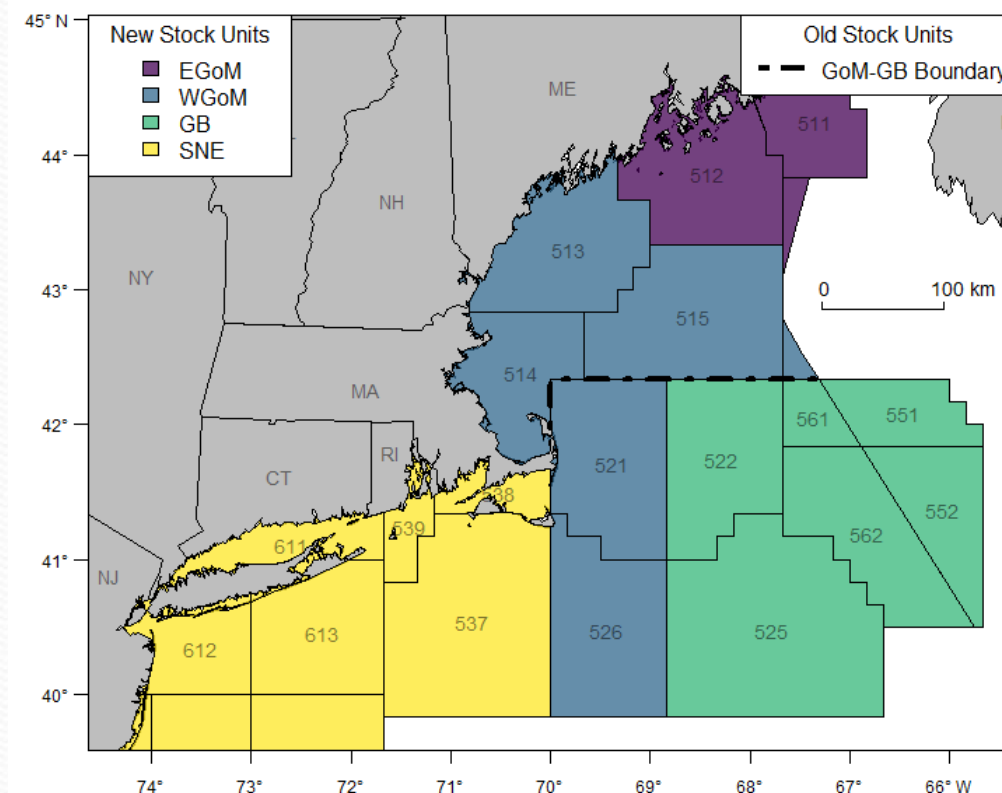 45° N
New Stock Units
EGoM
WGoM
GB
SNE
Old Stock Units
GoM-GB Boundary
ME
511
44°
512
NH
513
NY
43°
0 100 km
515
514
MA
42°
561
551
RI
521
522
CT
538
552
539
562
611
41°
NJ
537
526
525
613
612
40°
74° 73° 72° 71° 70° 69° 68° 67° 66° W